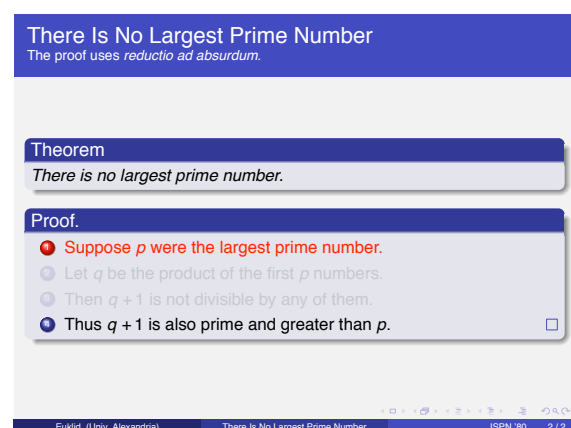 There Is No Largest Prime Number
The proof uses reductio ad absurdum.
Theorem
There is no largest prime number.
Proof.
1 Suppose p were the largest prime number.
2 Let q be the product of the first p numbers.
3 Then q + 1 is not divisible by any of them.
4 Thus q + 1 is also prime and greater than p.
Euklid (Univ. Alexandria) There Is No Largest Prime Number ISPN '80 2 / 2